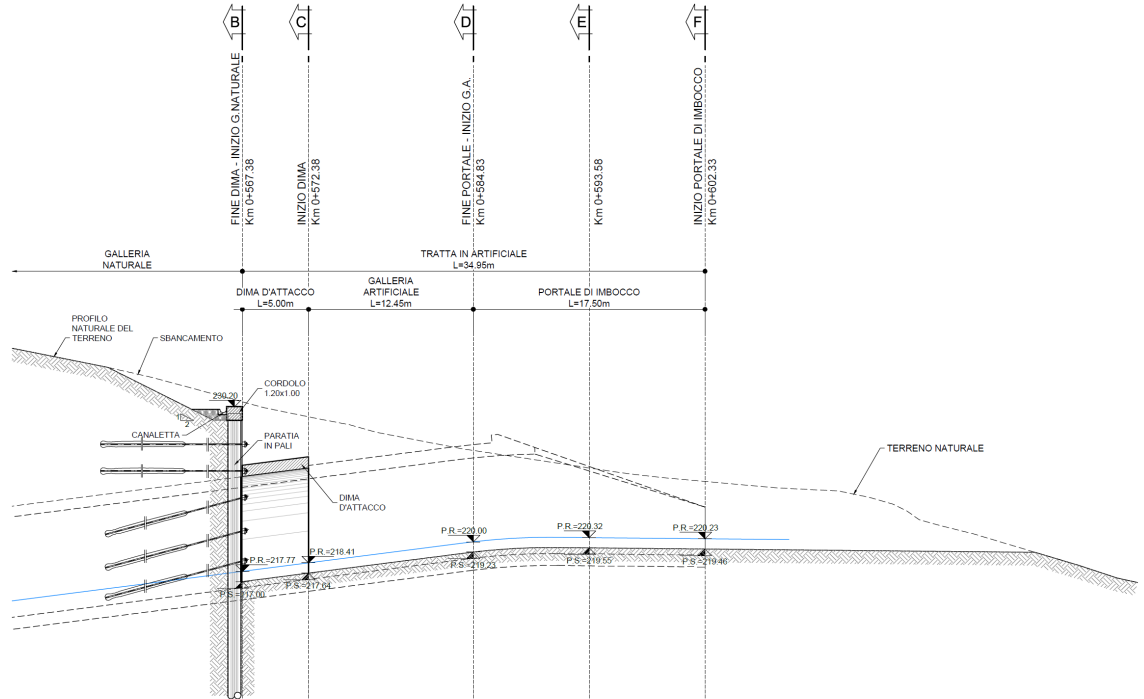 B
C
D
E
F
FINE DIMA - INIZIO G.NATURALE
Km 0+567.38
INIZIO DIMA
Km 0+572.38
FINE PORTALE - INIZIO G.A.
Km 0+584.83
Km 0+593.58
INIZIO PORTALE DI IMBOCCO
Km 0+602.33
GALLERIA
NATURALE
TRATTA IN ARTIFICIALE
L=34.95m
DIMA D'ATTACCO
L=5.00m
GALLERIA
ARTIFICIALE
L=12.45m
PORTALE DI IMBOCCO
L=17.50m
PROFILO
NATURALE DEL
TERRENO
SBANCAMENTO
230.20
CORDOLO
1.20x1.00
1
2
CANALETTA
PARATIA
IN PALI
TERRENO NATURALE
DIMA
D'ATTACCO
P.R.=217.77
P.R.=218.41
P.R.=220.00
P.R.=220.32
P.R.=220.23
P.S.=217.00
P.S.=217.64
P.S.=219.23
P.S.=219.55
P.S.=219.46